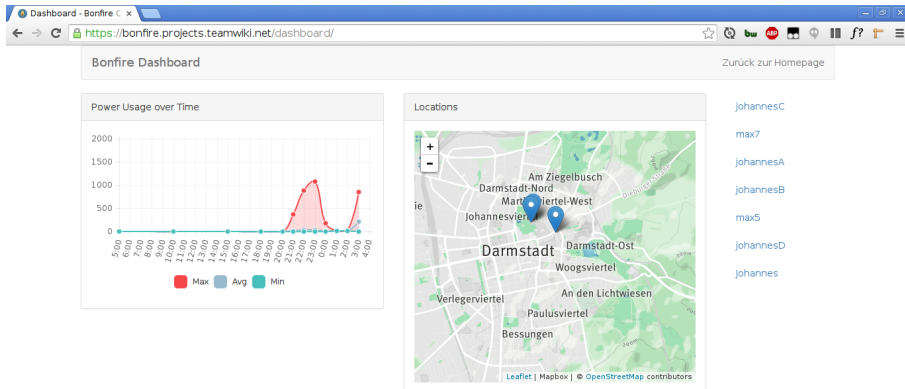 Dashboard - Bonfire C
https://bonfire.projects.teamwiki.net/dashboard/
bw ABP f?
Bonfire Dashboard
Zurück zur Homepage
Power Usage over Time
2000
1500
1000
500
0
5:00 6:00 7:00 8:00 9:00 10:00 11:00 12:00 13:00 14:00 15:00 16:00 17:00 18:00 19:00 20:00 21:00 22:00 23:00 0:00 1:00 2:00 3:00 4:00
Max Avg Min
Locations
+
-
Am Ziegelbusch
Darmstadt-Nord
ie
Johannesviertel
Dieburger Straße
Darmstadt
Darmstadt-Ost
Woogsviertel
An den Lichtwiesen
Verlegerviertel
Paulusviertel
Bessungen
Leaflet | Mapbox | © OpenStreetMap contributors
johannesC
max7
johannesA
johannesB
max5
johannesD
johannes